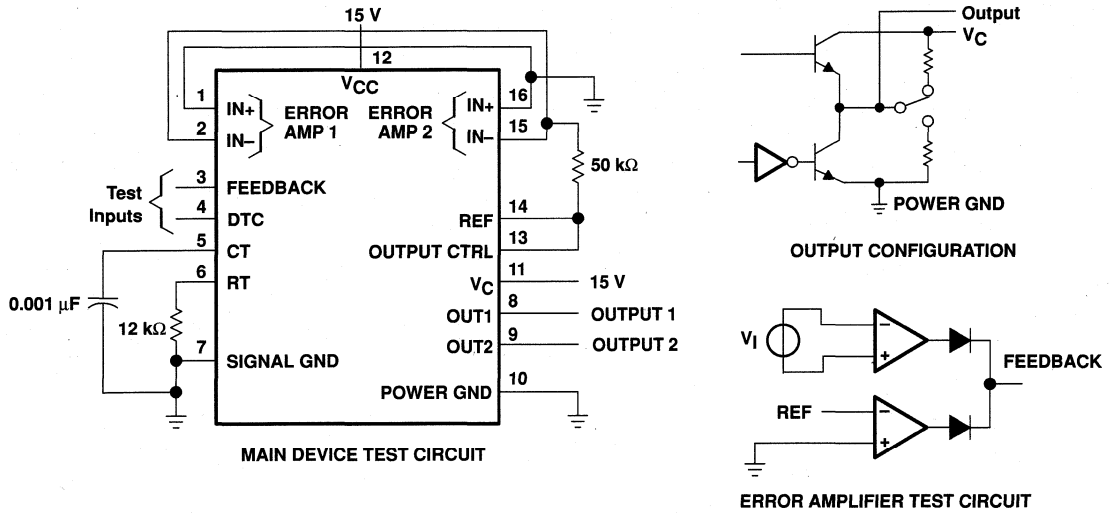 15 V
12
VCC
1
IN+
2
IN−
ERROR
AMP 1
ERROR
AMP 2
IN+
16
IN−
15
50 kΩ
Test
Inputs
3
FEEDBACK
4
DTC
5
CT
6
RT
0.001 μF
12 kΩ
7
SIGNAL GND
REF
14
OUTPUT CTRL
13
VC
11
15 V
OUT1
8
OUTPUT 1
OUT2
9
OUTPUT 2
POWER GND
10
MAIN DEVICE TEST CIRCUIT
Output
VC
POWER GND
OUTPUT CONFIGURATION
VI
−
+
FEEDBACK
REF
−
+
ERROR AMPLIFIER TEST CIRCUIT